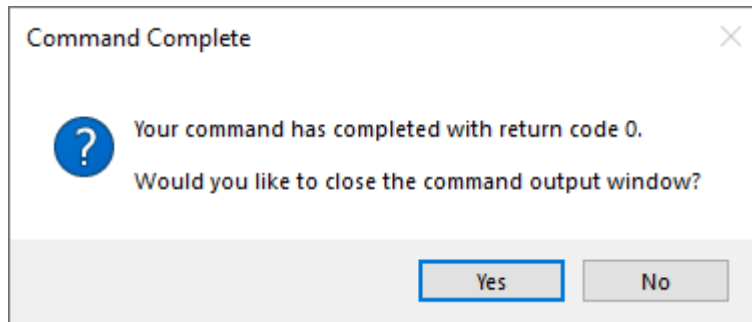 Command Complete
Your command has completed with return code 0.
Would you like to close the command output window?
Yes
No